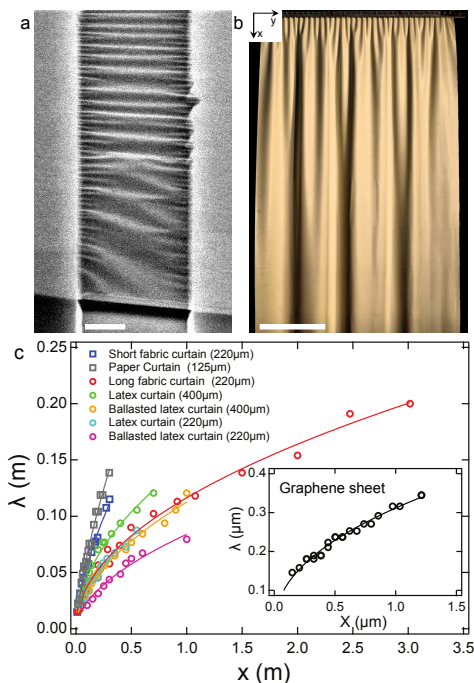 a
b
y
x
c
0.25
0.20
0.15
0.10
0.05
0.00
λ (m)
Short fabric curtain (220µm)
Paper Curtain (125µm)
Long fabric curtain (220µm)
Latex curtain (400µm)
Ballasted latex curtain (400µm)
Latex curtain (220µm)
Ballasted latex curtain (220µm)
Graphene sheet
0.4
0.3
0.2
0.1
λ (µm)
0.0 0.5 1.0 1.5
X (µm)
0.0 0.5 1.0 1.5 2.0 2.5 3.0 3.5
x (m)